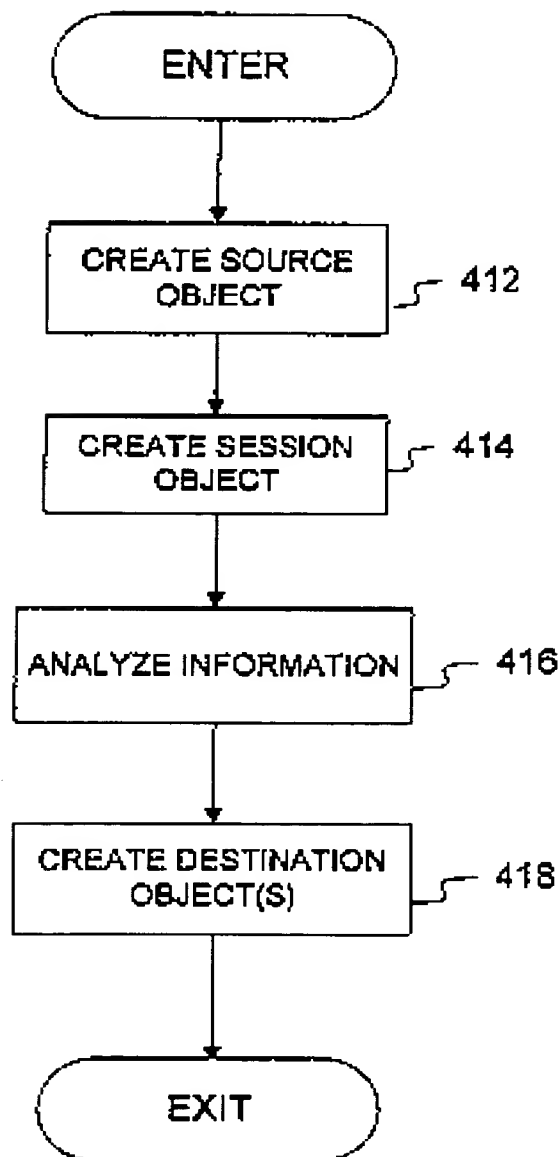 ENTER
CREATE SOURCE
OBJECT
412
CREATE SESSION
OBJECT
414
ANALYZE INFORMATION
416
CREATE DESTINATION
OBJECT(S)
418
EXIT